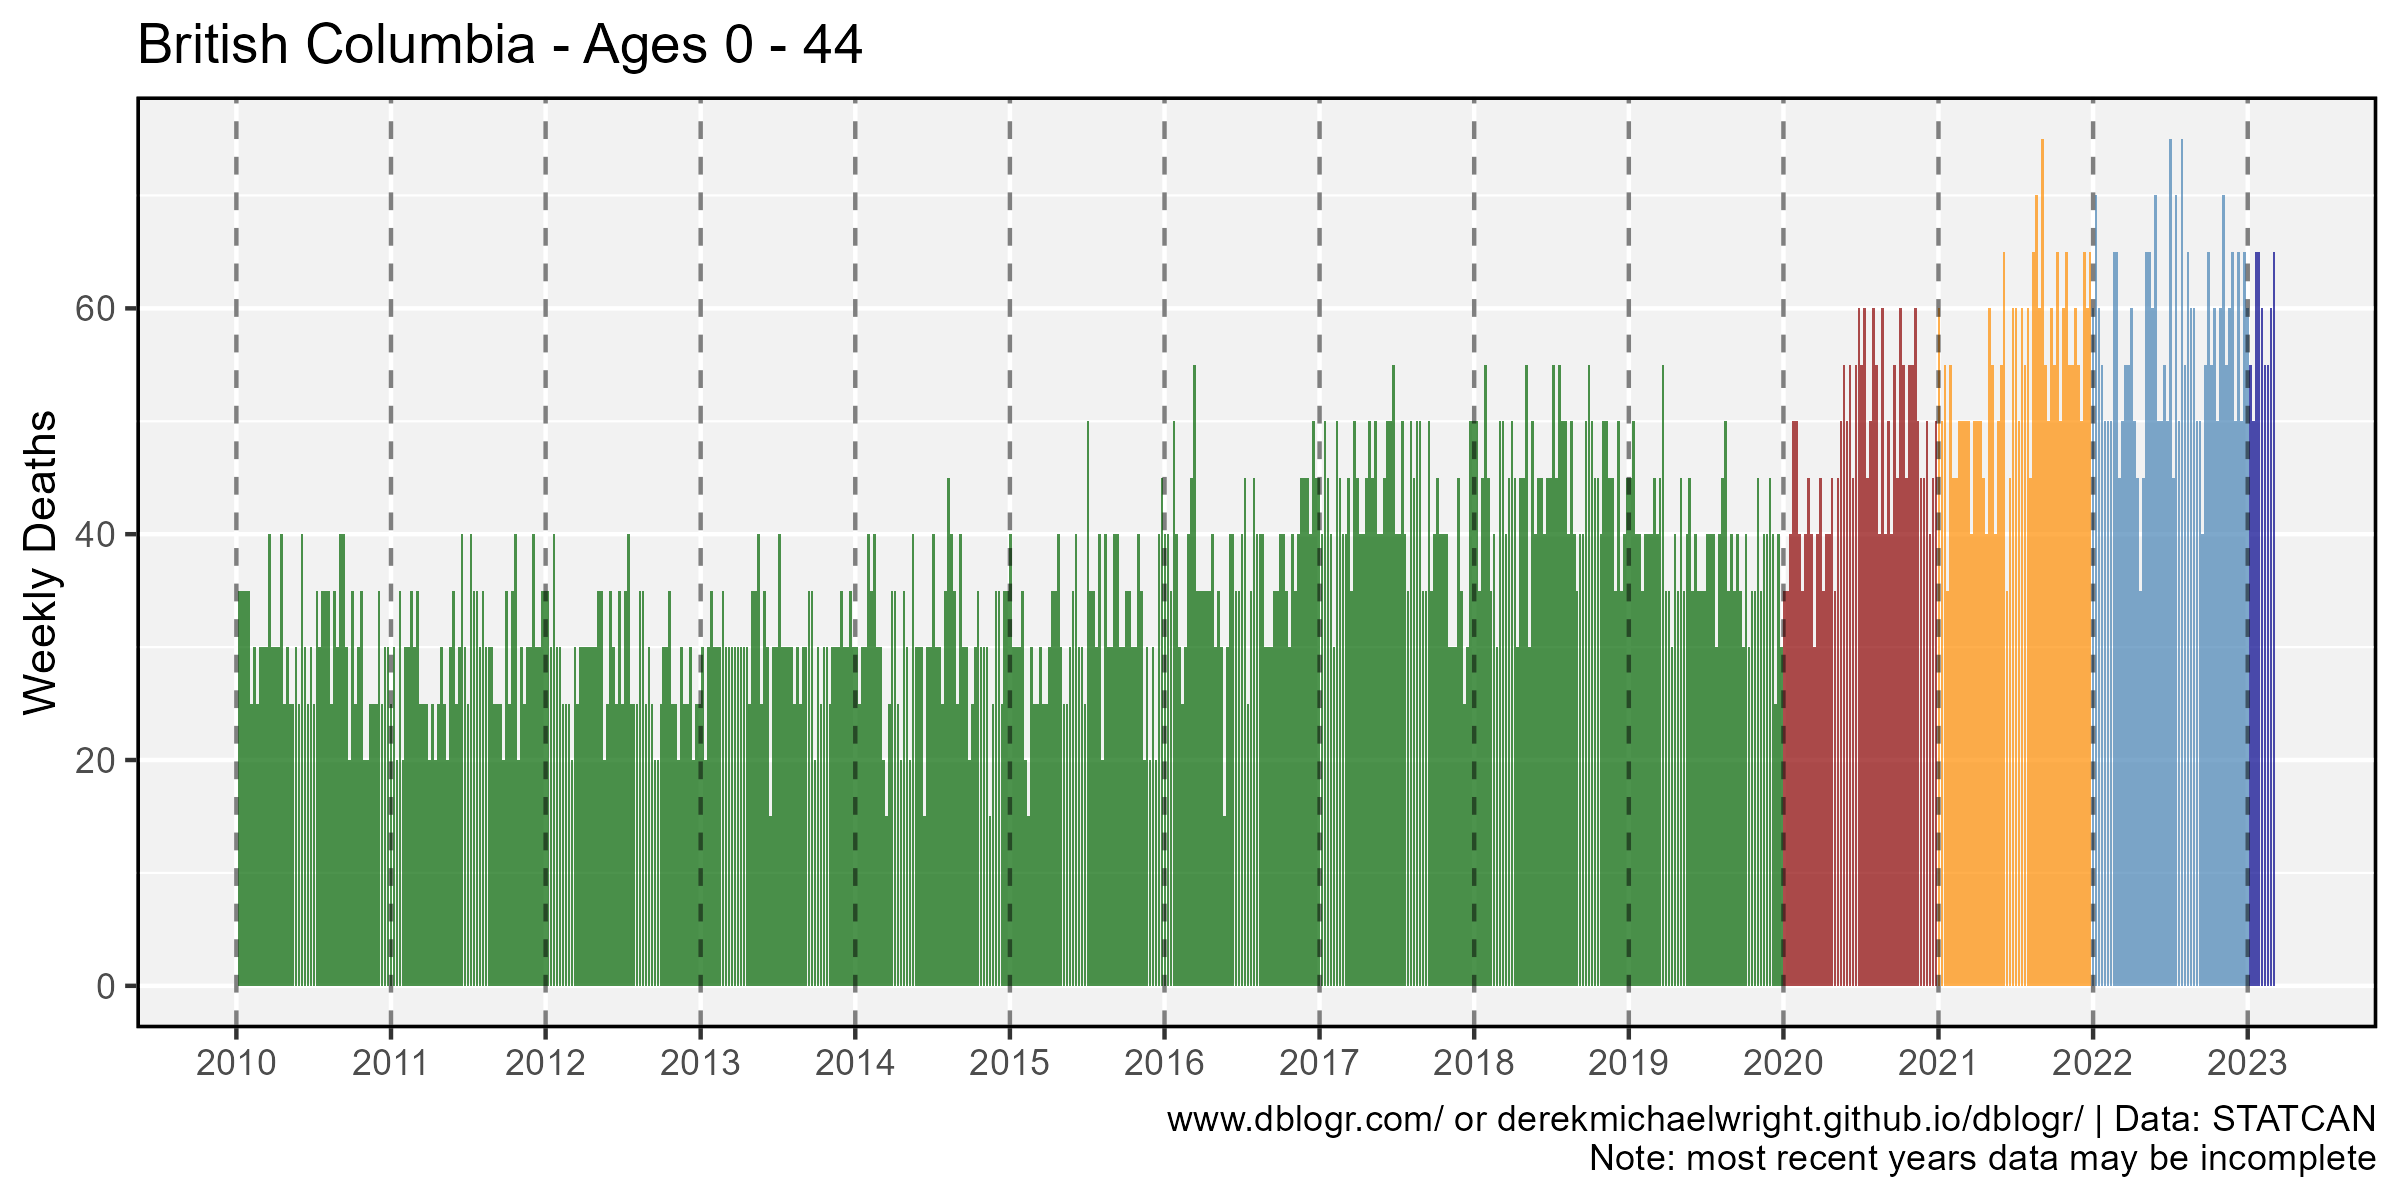 British Columbia - Ages 0 - 44
Weekly Deaths
60
40
20
0
2010 2011 2012 2013 2014 2015 2016 2017 2018 2019 2020 2021 2022 2023
www.dblogr.com/ or derekmichaelwright.github.io/dblogr/ | Data: STATCAN
Note: most recent years data may be incomplete